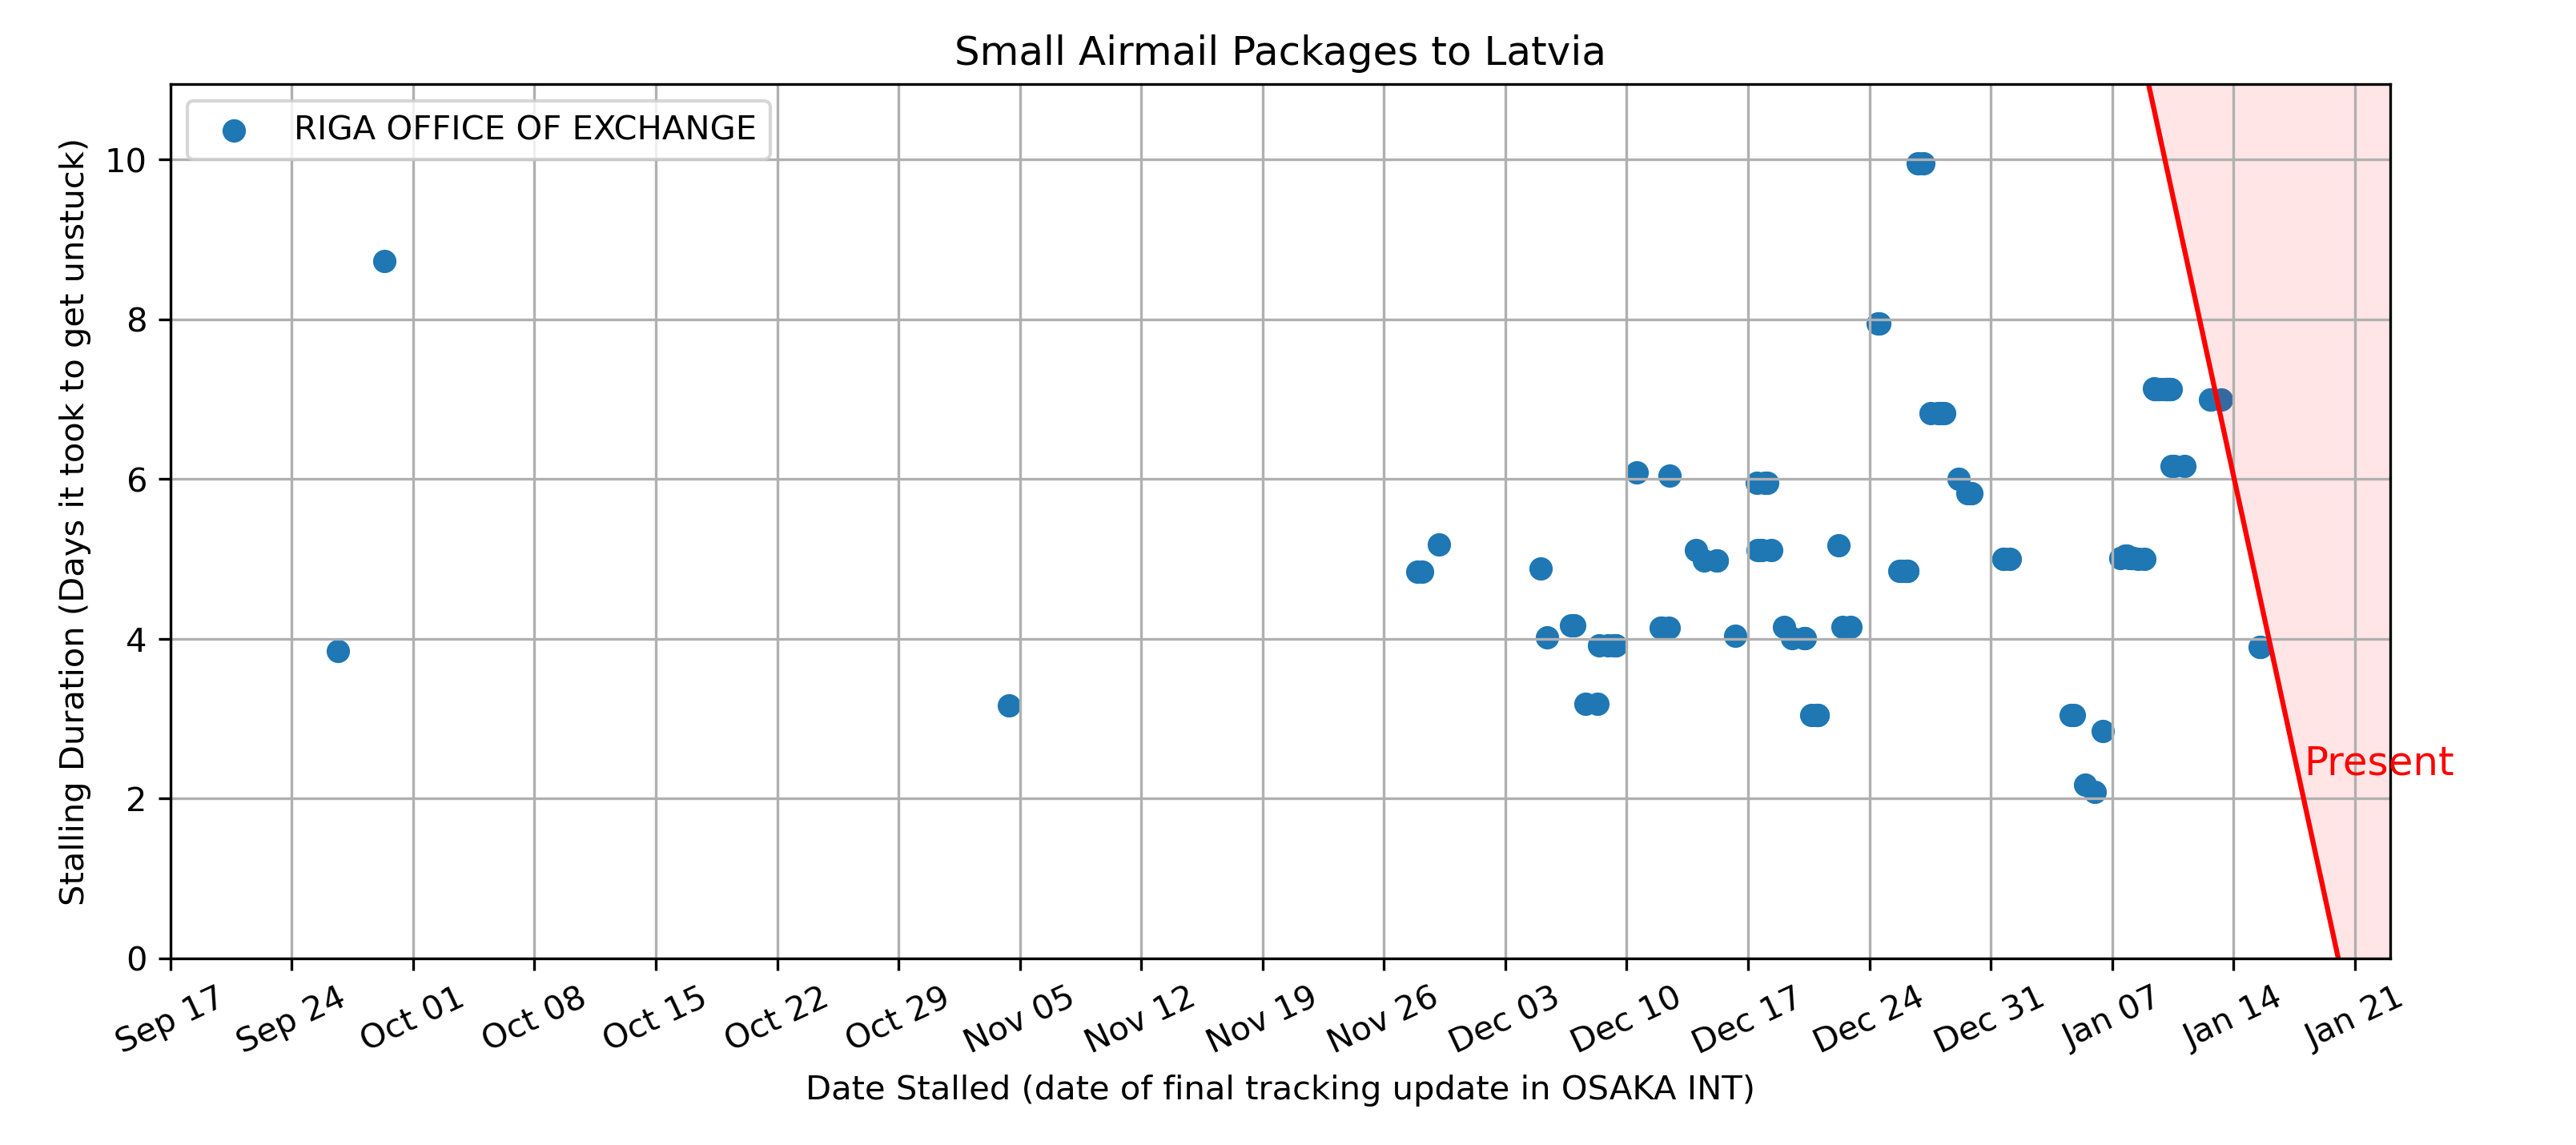 Small Airmail Packages to Latvia
RIGA OFFICE OF EXCHANGE
Stalling Duration (Days it took to get unstuck)
10
8
6
4
2
0
Present
Sep 17
Sep 24
Oct 01
Oct 08
Oct 15
Oct 22
Oct 29
Nov 05
Nov 12
Nov 19
Nov 26
Dec 03
Dec 10
Dec 17
Dec 24
Dec 31
Jan 07
Jan 14
Jan 21
Date Stalled (date of final tracking update in OSAKA INT)